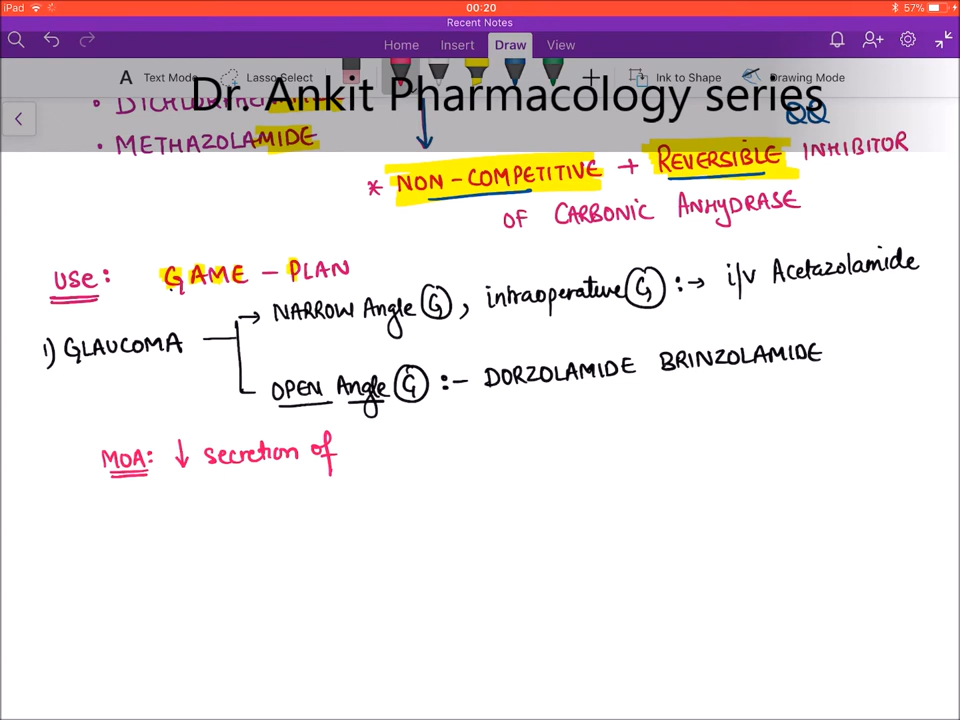 iPad 00:20 57%
Recent Notes
Home Insert Draw View
A Text Mode Lasso Select + Ink to Shape Drawing Mode
Dr. Ankit Pharmacology series
QQ
• METHAZOLAMIDE
* NON-COMPETITIVE + REVERSIBLE INHIBITOR
OF CARBONIC ANHYDRASE
USE: GAME - PLAN
1) GLAUCOMA
→ NARROW Angle Ⓖ, intraoperative Ⓖ :→ i/v Acetazolamide
OPEN Angle Ⓖ :- DORZOLAMIDE BRINZOLAMIDE
MOA: ↓ secretion of